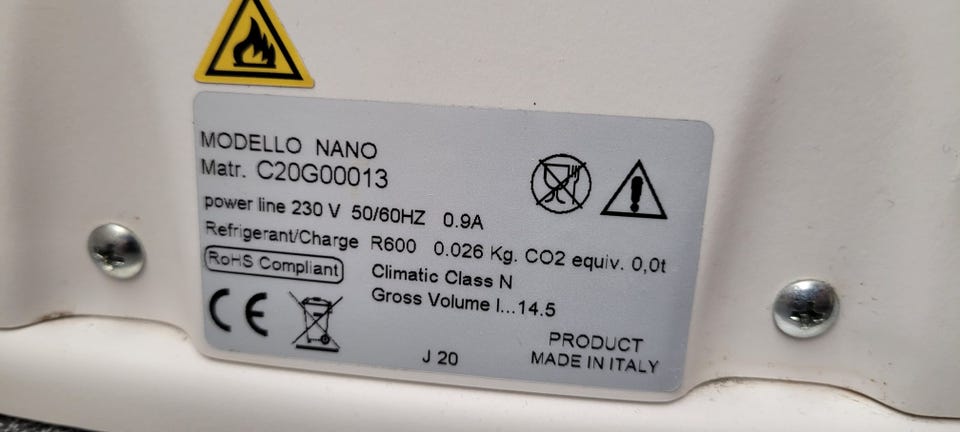 MODELLO NANO
Matr. C20G00013
power line 230 V 50/60HZ 0.9A
Refrigerant/Charge R600 0.026 Kg. CO2 equiv. 0,0t
RoHS Compliant
Climatic Class N
Gross Volume l...14.5
CE
J 20
PRODUCT
MADE IN ITALY